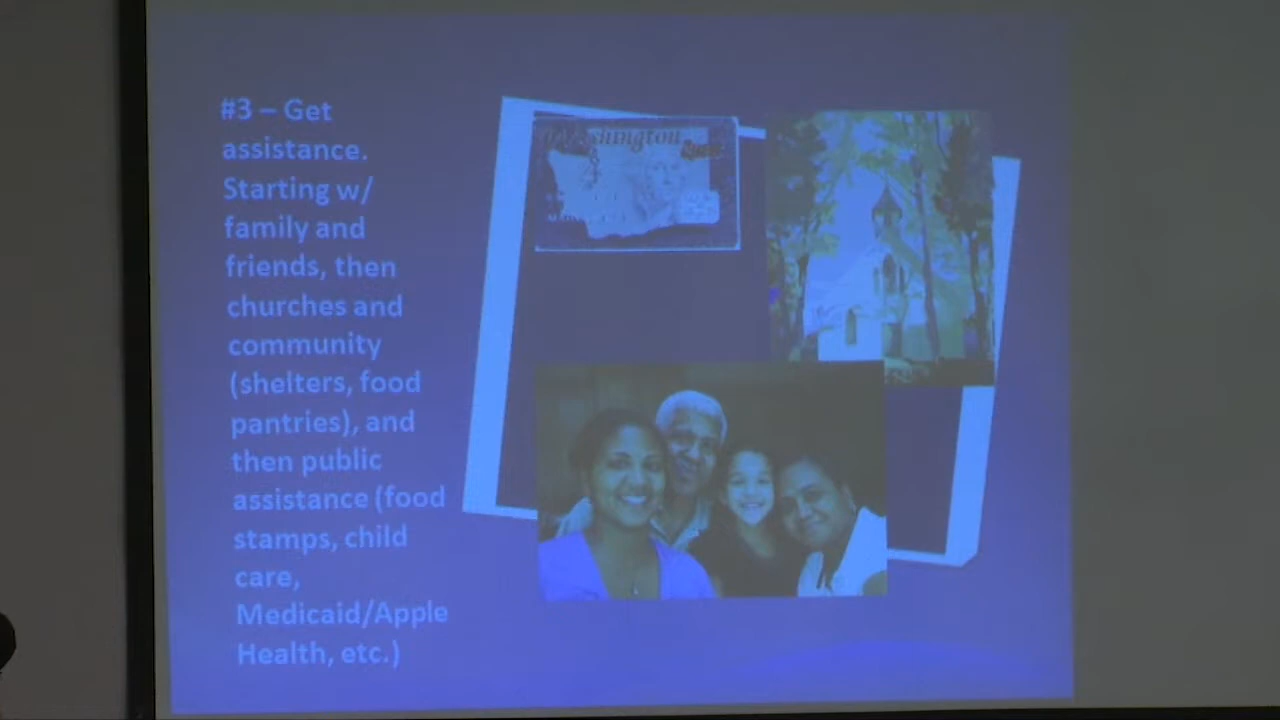 #3 – Get
assistance.
Starting w/
family and
friends, then
churches and
community
(shelters, food
pantries), and
then public
assistance (food
stamps, child
care,
Medicaid/Apple
Health, etc.)
Washington